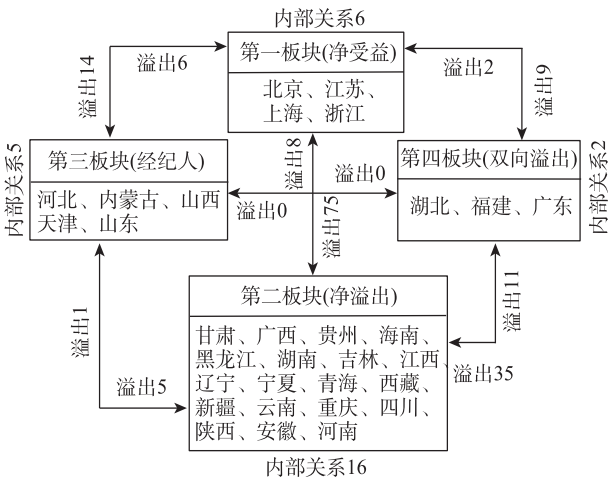 内部关系6
第一板块(净受益)
北京、江苏、
上海、浙江
溢出6
溢出14
溢出2
溢出9
第三板块(经纪人)
河北、内蒙古、山西
天津、山东
内部关系5
溢出8
溢出0
溢出0
溢出75
第四板块(双向溢出)
湖北、福建、广东
内部关系2
第二板块(净溢出)
甘肃、广西、贵州、海南、
黑龙江、湖南、吉林、江西、
辽宁、宁夏、青海、西藏、
新疆、云南、重庆、四川、
陕西、安徽、河南
溢出1
溢出5
溢出11
溢出35
内部关系16